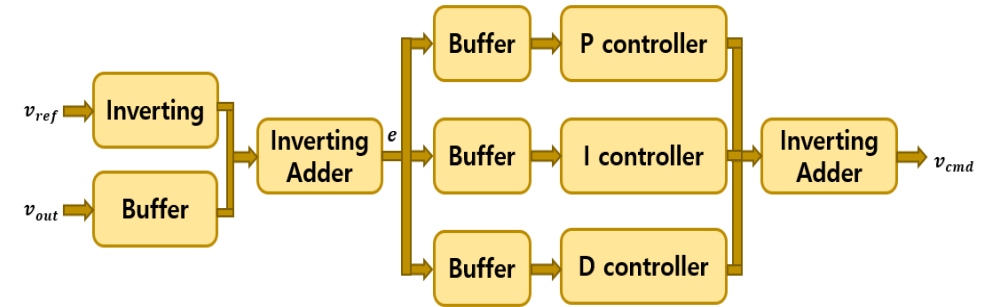 Buffer
P controller
v_ref
Inverting
Inverting
Adder
e
Buffer
I controller
Inverting
Adder
v_cmd
v_out
Buffer
Buffer
D controller